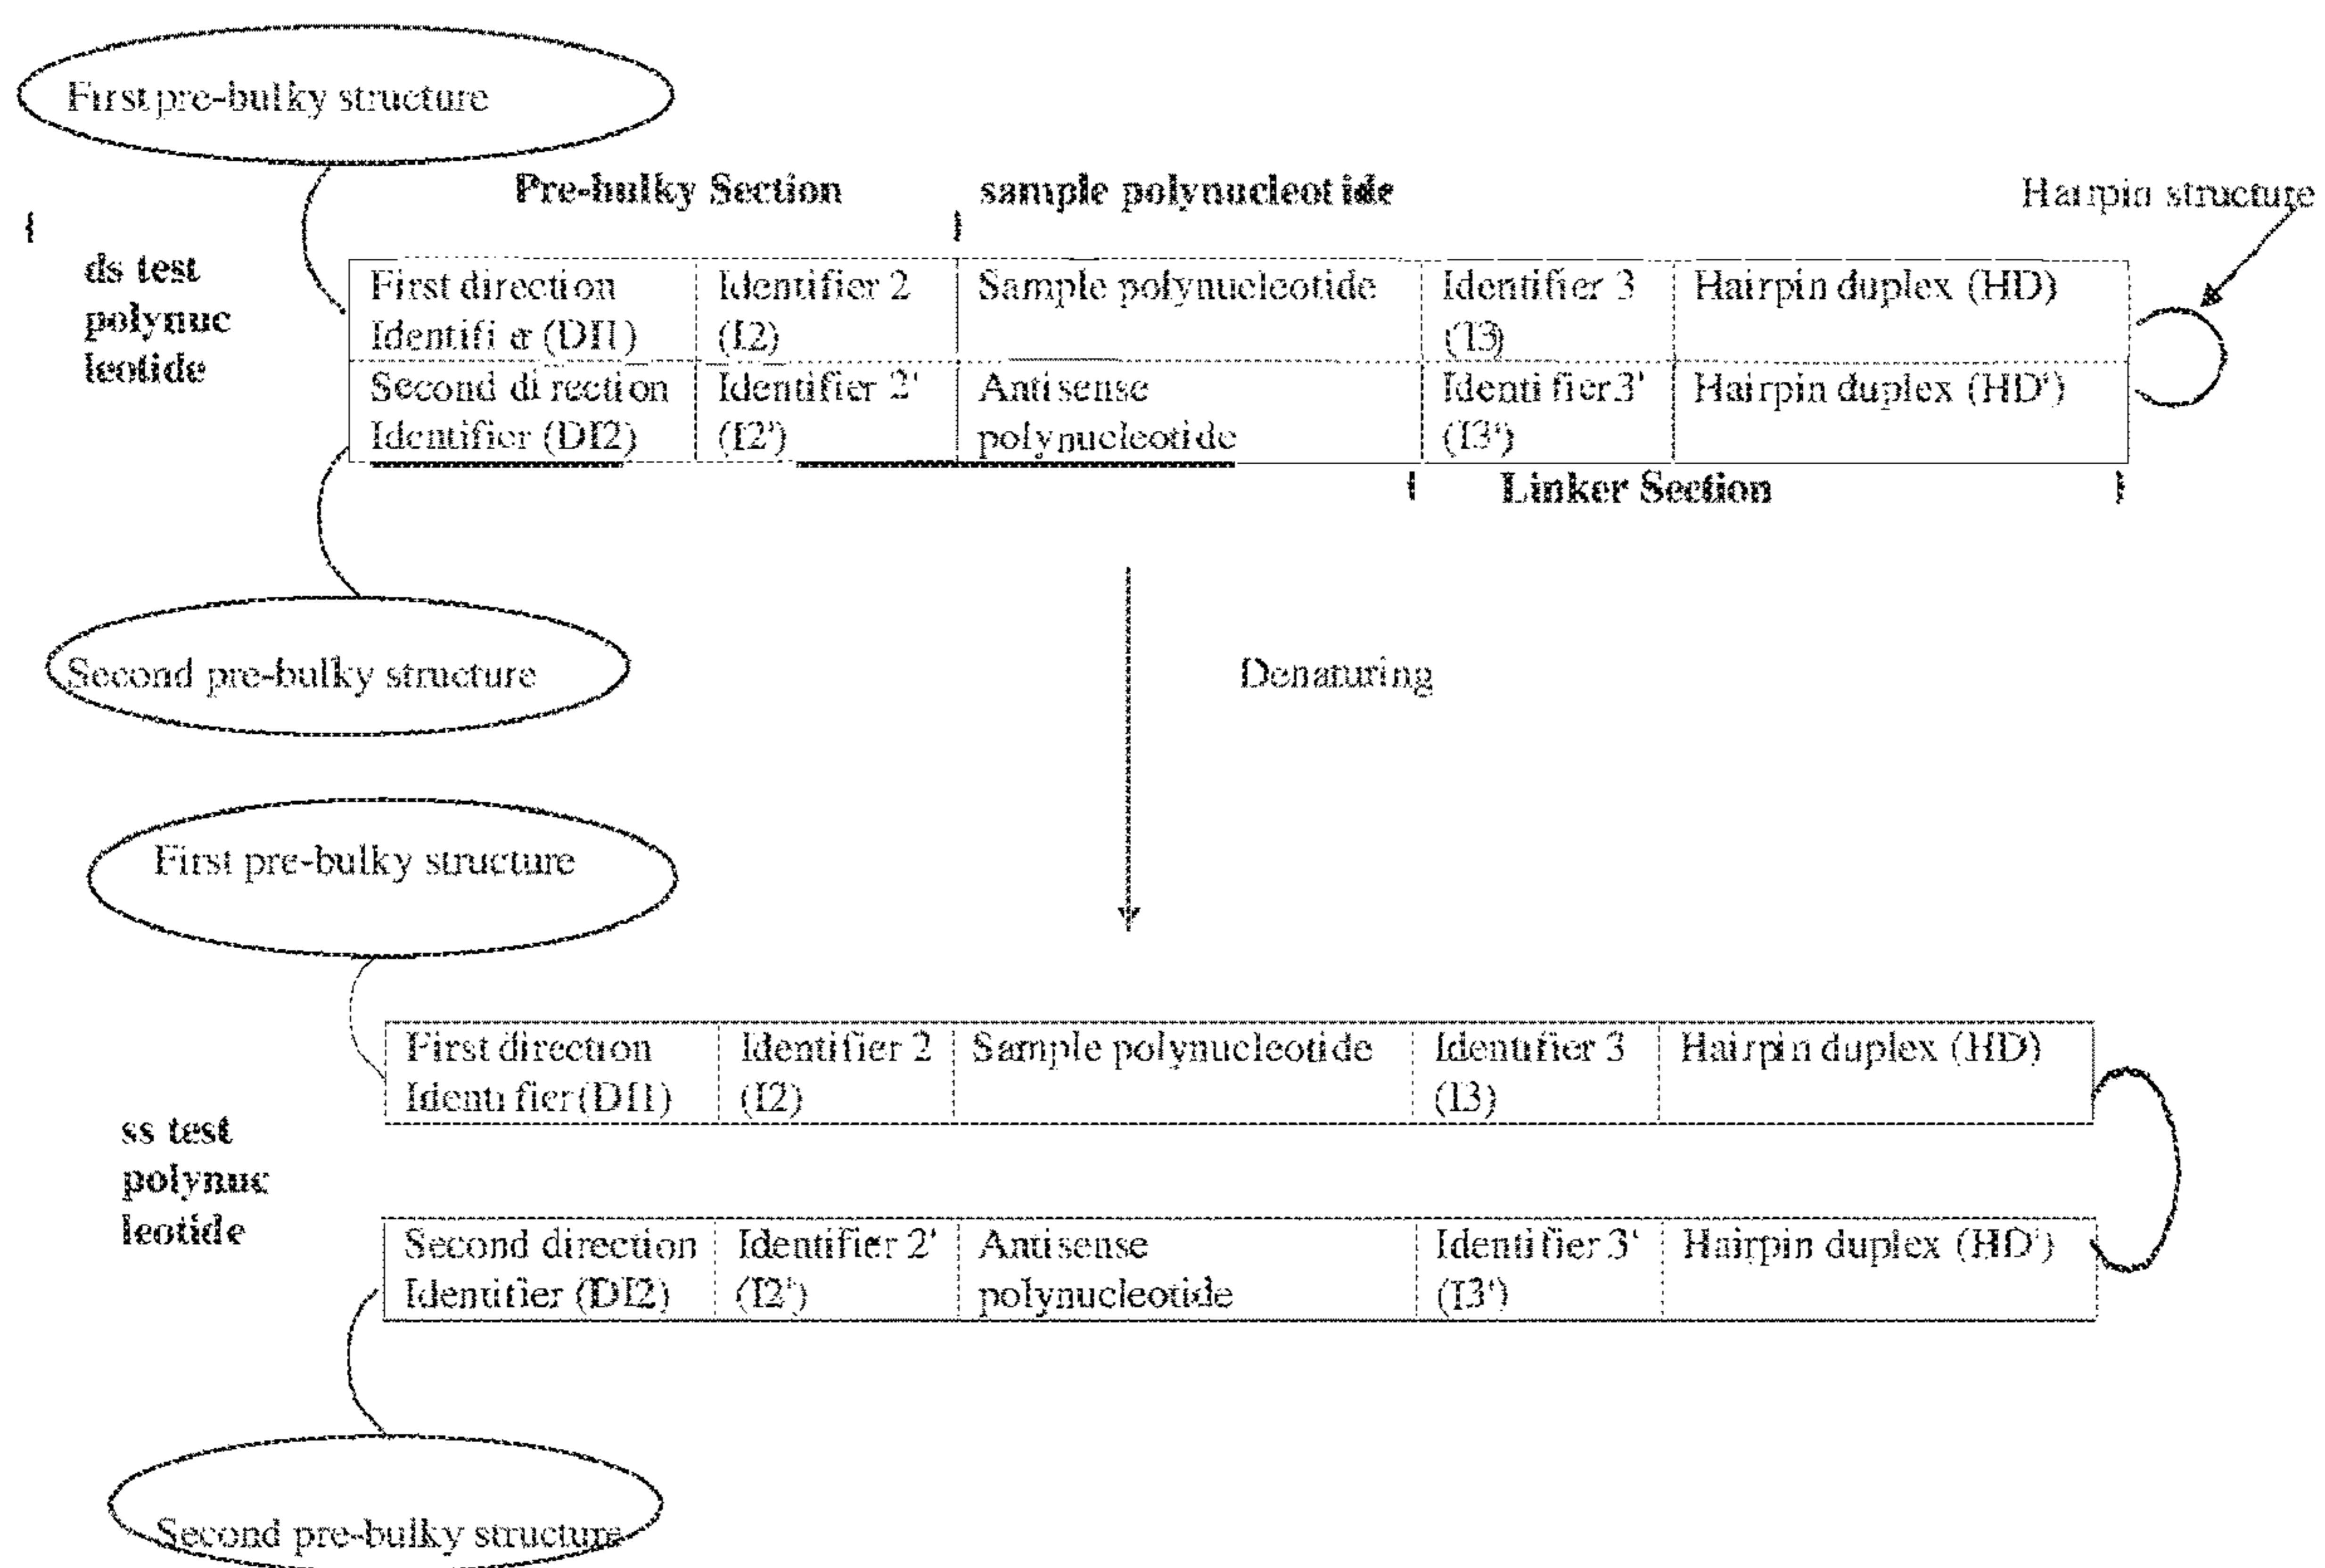 First pre-bulky structure
Pre-bulky Section
sample polynucleotide
Hairpin structure
{
}
ds test
polynuc
leotide
First direction
Identifier (DI1)
Identifier 2
(I2)
Sample polynucleotide
Identifier 3
(I3)
Hairpin duplex (HD)
Second direction
Identifier (DI2)
Identifier 2'
(I2')
Antisense
polynucleotide
Identifier 3'
(I3')
Hairpin duplex (HD')
{
Linker Section
}
Second pre-bulky structure
Denaturing
First pre-bulky structure
ss test
polynuc
leotide
First direction
Identifier (DI1)
Identifier 2
(I2)
Sample polynucleotide
Identifier 3
(I3)
Hairpin duplex (HD)
Second direction
Identifier (DI2)
Identifier 2'
(I2')
Antisense
polynucleotide
Identifier 3'
(I3')
Hairpin duplex (HD')
Second pre-bulky structure